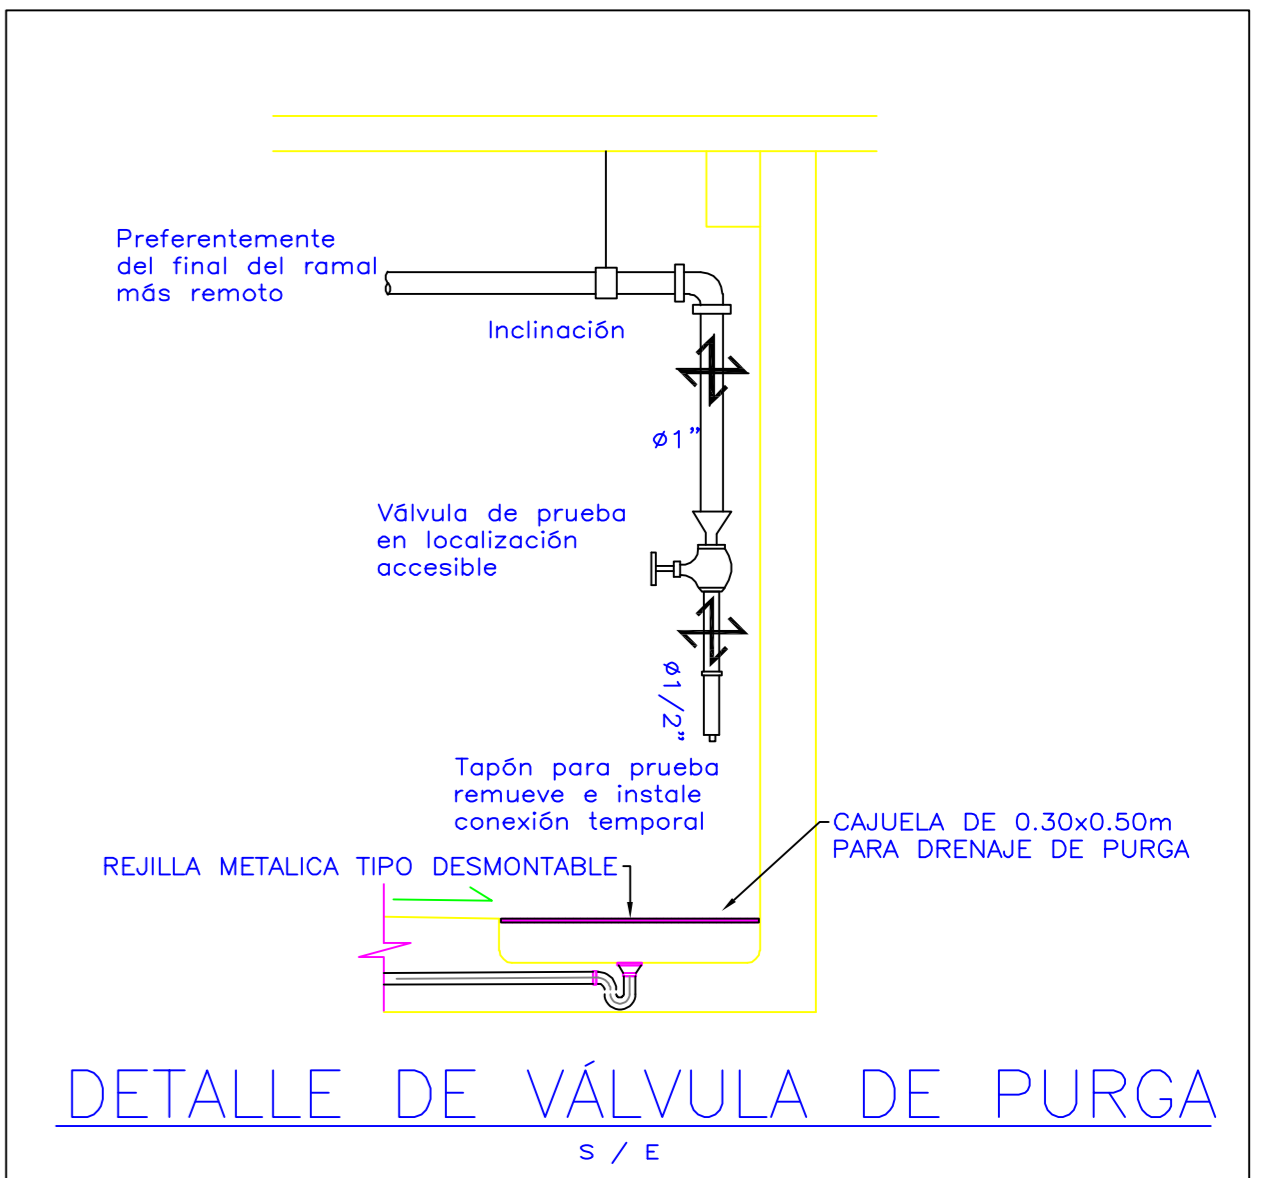 Preferentemente
del final del ramal
más remoto
Inclinación
ø1"
Válvula de prueba
en localización
accesible
ø1/2"
Tapón para prueba
remueve e instale
conexión temporal
CAJUELA DE 0.30x0.50m
PARA DRENAJE DE PURGA
REJILLA METALICA TIPO DESMONTABLE
DETALLE DE VÁLVULA DE PURGA
S / E